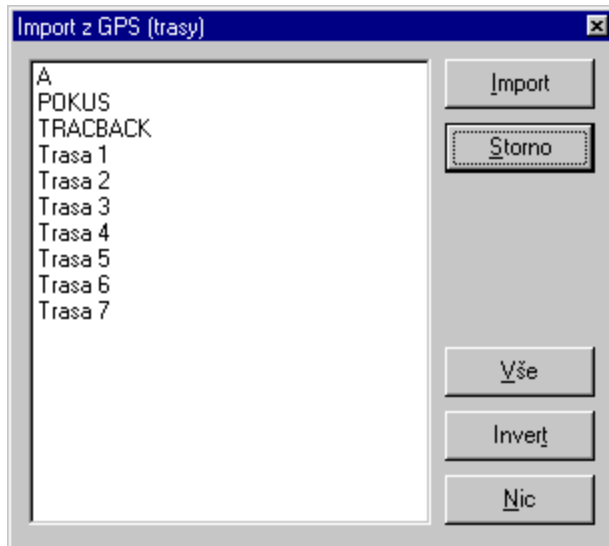 Import z GPS (trasy)
A
POKUS
TRACBACK
Trasa 1
Trasa 2
Trasa 3
Trasa 4
Trasa 5
Trasa 6
Trasa 7
Import
Storno
Vše
Invert
Nic